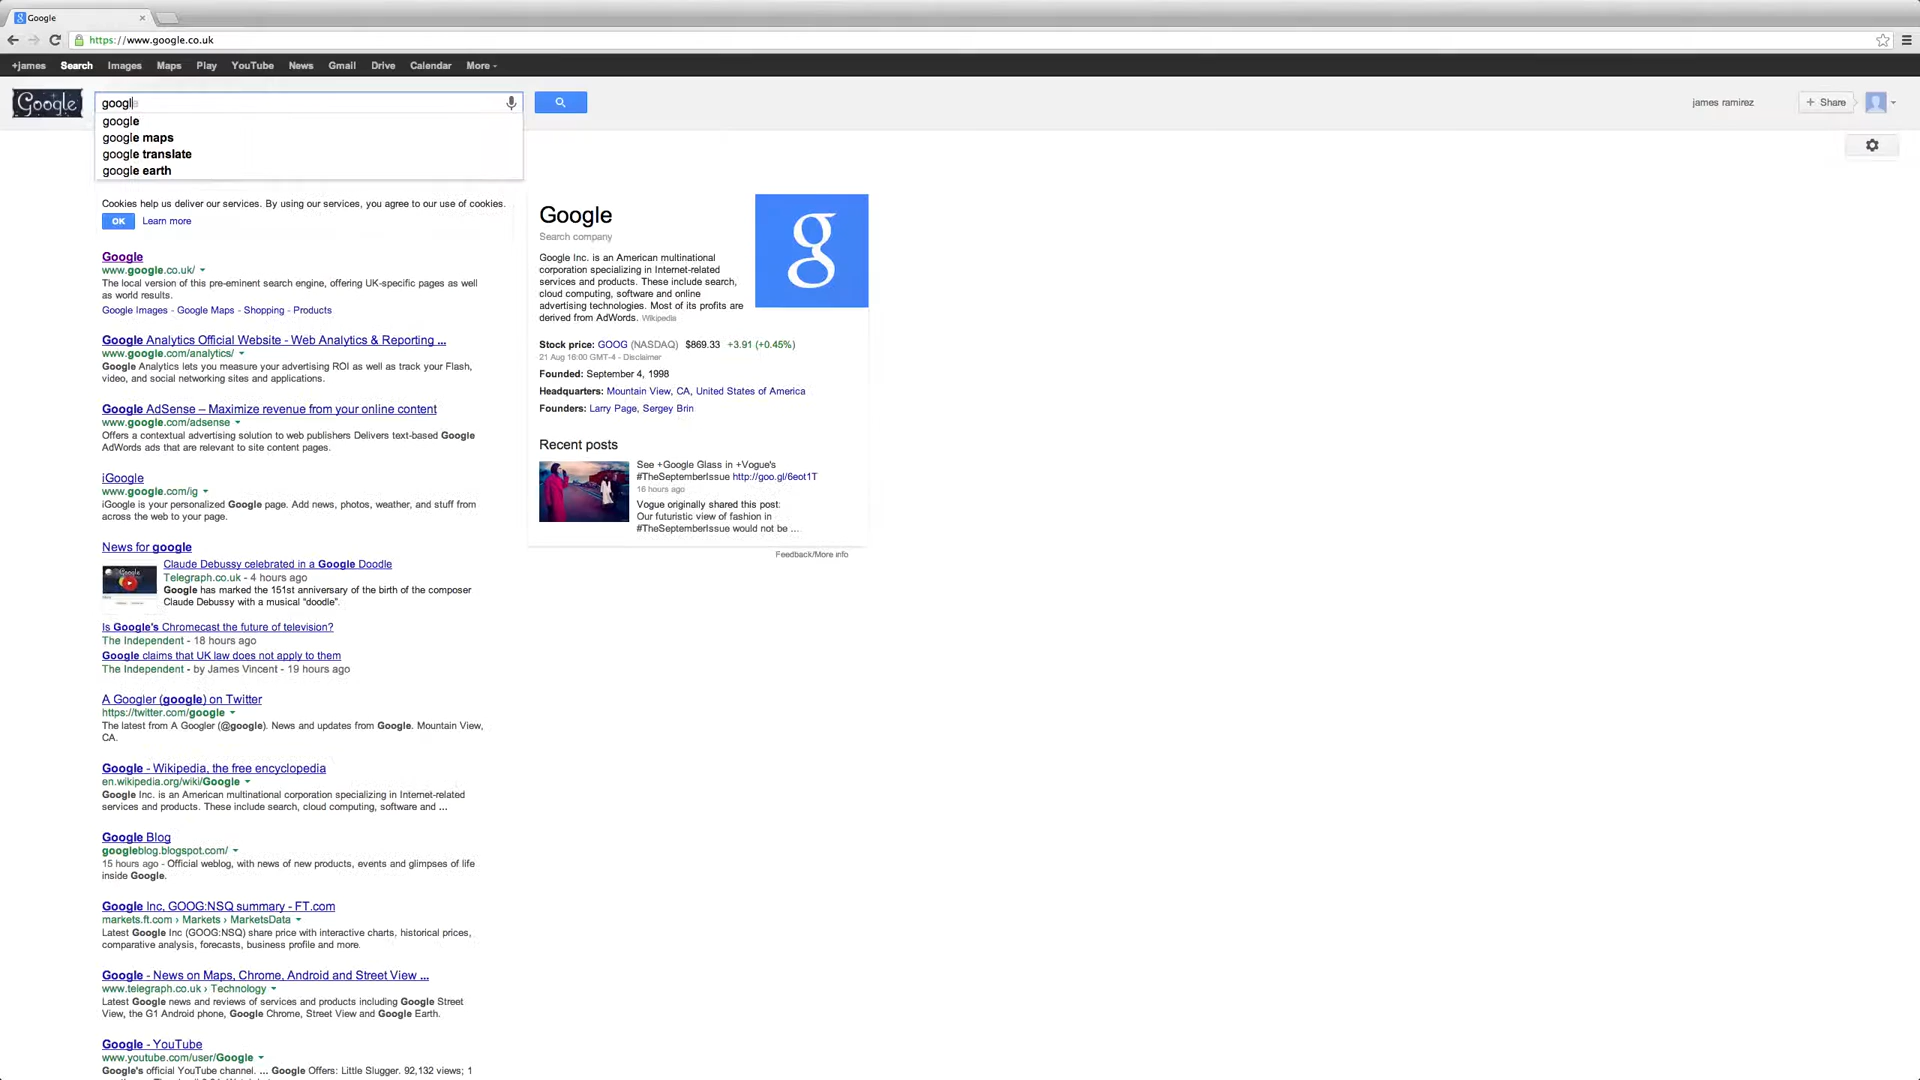 Google
https://www.google.co.uk
+james Search Images Maps Play YouTube News Gmail Drive Calendar More
Google
google
james ramirez
+ Share
google
google maps
google translate
google earth
Cookies help us deliver our services. By using our services, you agree to our use of cookies.
OK Learn more
Google
www.google.co.uk/
The local version of this pre-eminent search engine, offering UK-specific pages as well
as world results.
Google Images - Google Maps - Shopping - Products
Google Analytics Official Website - Web Analytics & Reporting ...
www.google.com/analytics/
Google Analytics lets you measure your advertising ROI as well as track your Flash,
video, and social networking sites and applications.
Google AdSense – Maximize revenue from your online content
www.google.com/adsense
Offers a contextual advertising solution to web publishers Delivers text-based Google
AdWords ads that are relevant to site content pages.
iGoogle
www.google.com/ig
iGoogle is your personalized Google page. Add news, photos, weather, and stuff from
across the web to your page.
News for google
Claude Debussy celebrated in a Google Doodle
Telegraph.co.uk - 4 hours ago
Google has marked the 151st anniversary of the birth of the composer
Claude Debussy with a musical "doodle".
Is Google's Chromecast the future of television?
The Independent - 18 hours ago
Google claims that UK law does not apply to them
The Independent - by James Vincent - 19 hours ago
A Googler (google) on Twitter
https://twitter.com/google
The latest from A Googler (@google). News and updates from Google. Mountain View,
CA.
Google - Wikipedia, the free encyclopedia
en.wikipedia.org/wiki/Google
Google Inc. is an American multinational corporation specializing in Internet-related
services and products. These include search, cloud computing, software and ...
Google Blog
googleblog.blogspot.com/
15 hours ago - Official weblog, with news of new products, events and glimpses of life
inside Google.
Google Inc, GOOG:NSQ summary - FT.com
markets.ft.com › Markets › MarketsData
Latest Google Inc (GOOG:NSQ) share price with interactive charts, historical prices,
comparative analysis, forecasts, business profile and more.
Google - News on Maps, Chrome, Android and Street View ...
www.telegraph.co.uk › Technology
Latest Google news and reviews of services and products including Google Street
View, the G1 Android phone, Google Chrome, Street View and Google Earth.
Google - YouTube
www.youtube.com/user/Google
Google's official YouTube channel. ... Google Offers: Little Slugger. 92,132 views; 1
Google
Search company
g
Google Inc. is an American multinational
corporation specializing in Internet-related
services and products. These include search,
cloud computing, software and online
advertising technologies. Most of its profits are
derived from AdWords. Wikipedia
Stock price: GOOG (NASDAQ) $869.33 +3.91 (+0.45%)
21 Aug 16:00 GMT-4 - Disclaimer
Founded: September 4, 1998
Headquarters: Mountain View, CA, United States of America
Founders: Larry Page, Sergey Brin
Recent posts
See +Google Glass in +Vogue's
#TheSeptemberIssue http://goo.gl/6eot1T
16 hours ago
Vogue originally shared this post:
Our futuristic view of fashion in
#TheSeptemberIssue would not be ...
Feedback/More info